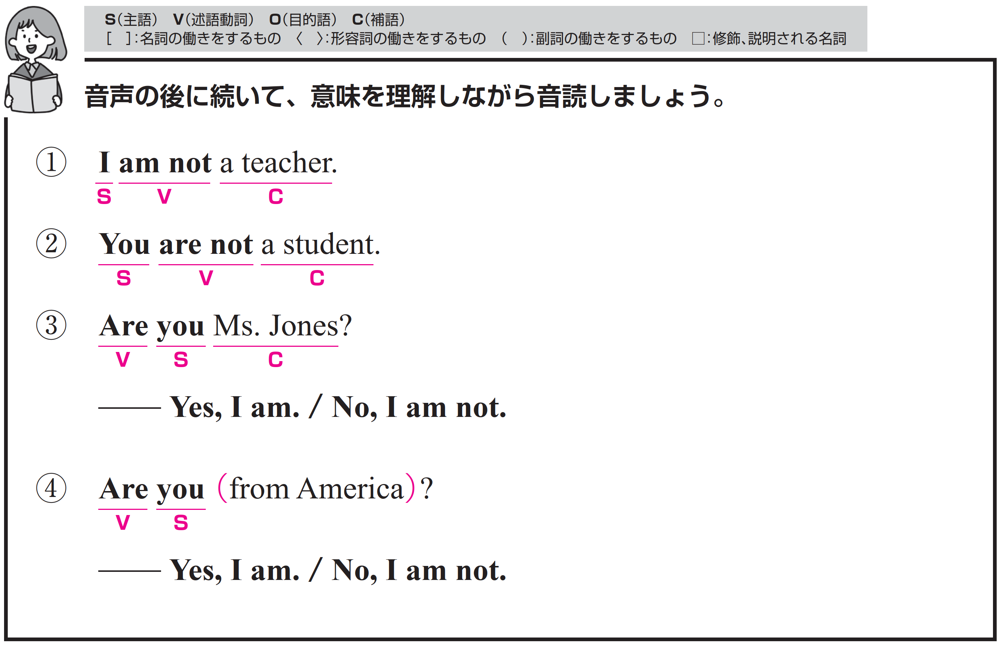 S（主語）　V（述語動詞）　O（目的語）　C（補語）
［　］：名詞の働きをするもの　〈　〉：形容詞の働きをするもの　（　）：副詞の働きをするもの　□：修飾、説明される名詞
音声の後に続いて、意味を理解しながら音読しましょう。
① I am not a teacher.
S V C
② You are not a student.
S V C
③ Are you Ms. Jones?
V S C
—— Yes, I am. / No, I am not.
④ Are you （from America）?
V S
—— Yes, I am. / No, I am not.